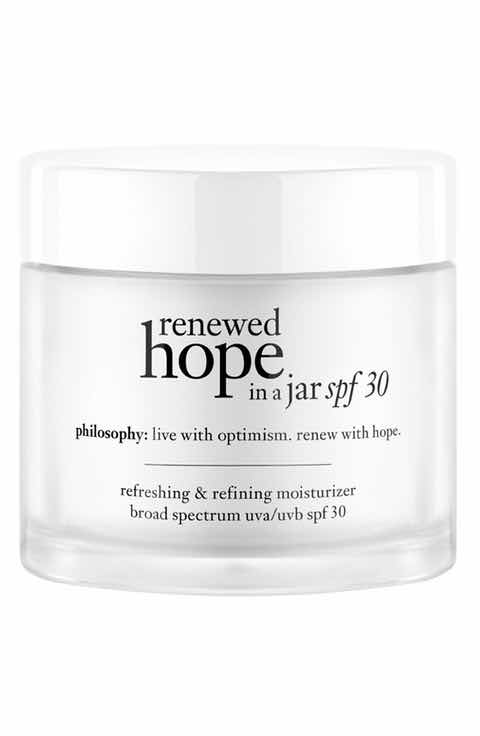 renewed
hope
in a jar spf 30
philosophy: live with optimism. renew with hope.
refreshing & refining moisturizer
broad spectrum uva/uvb spf 30